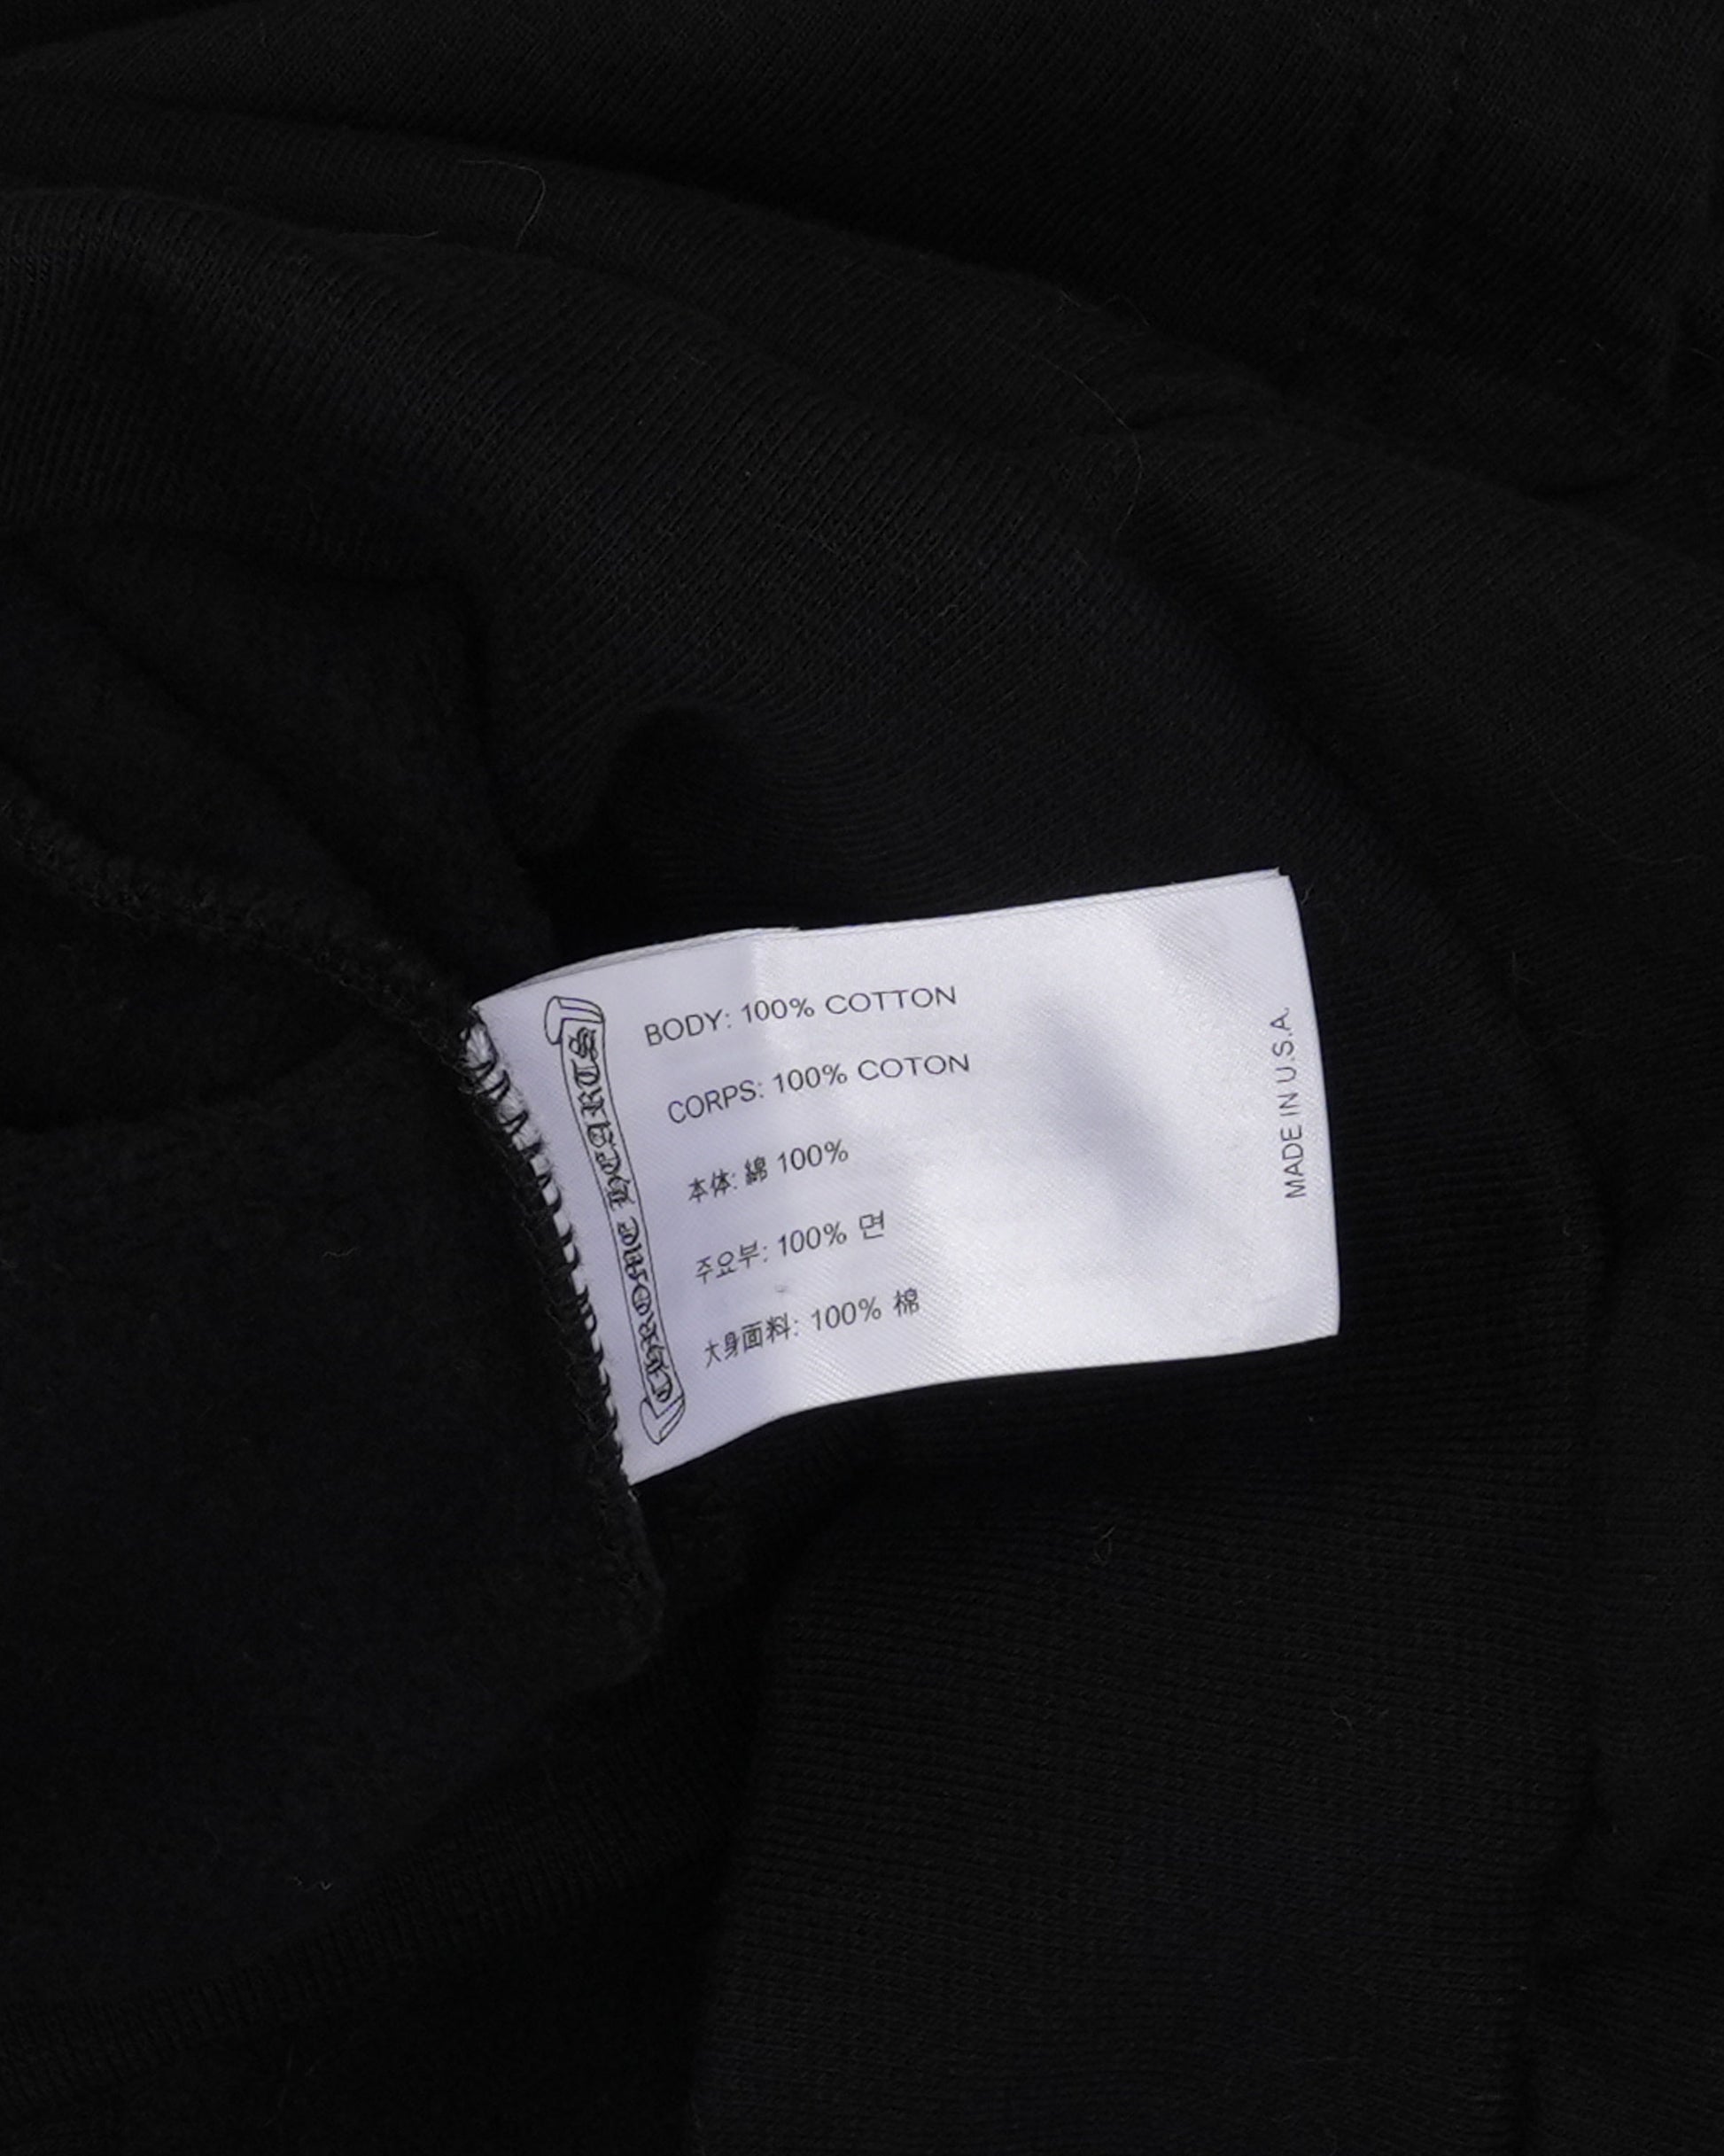 CHROME HEARTS
BODY: 100% COTTON
CORPS: 100% COTON
本体: 綿 100%
주요부: 100% 면
大身面料: 100% 棉
MADE IN U.S.A.